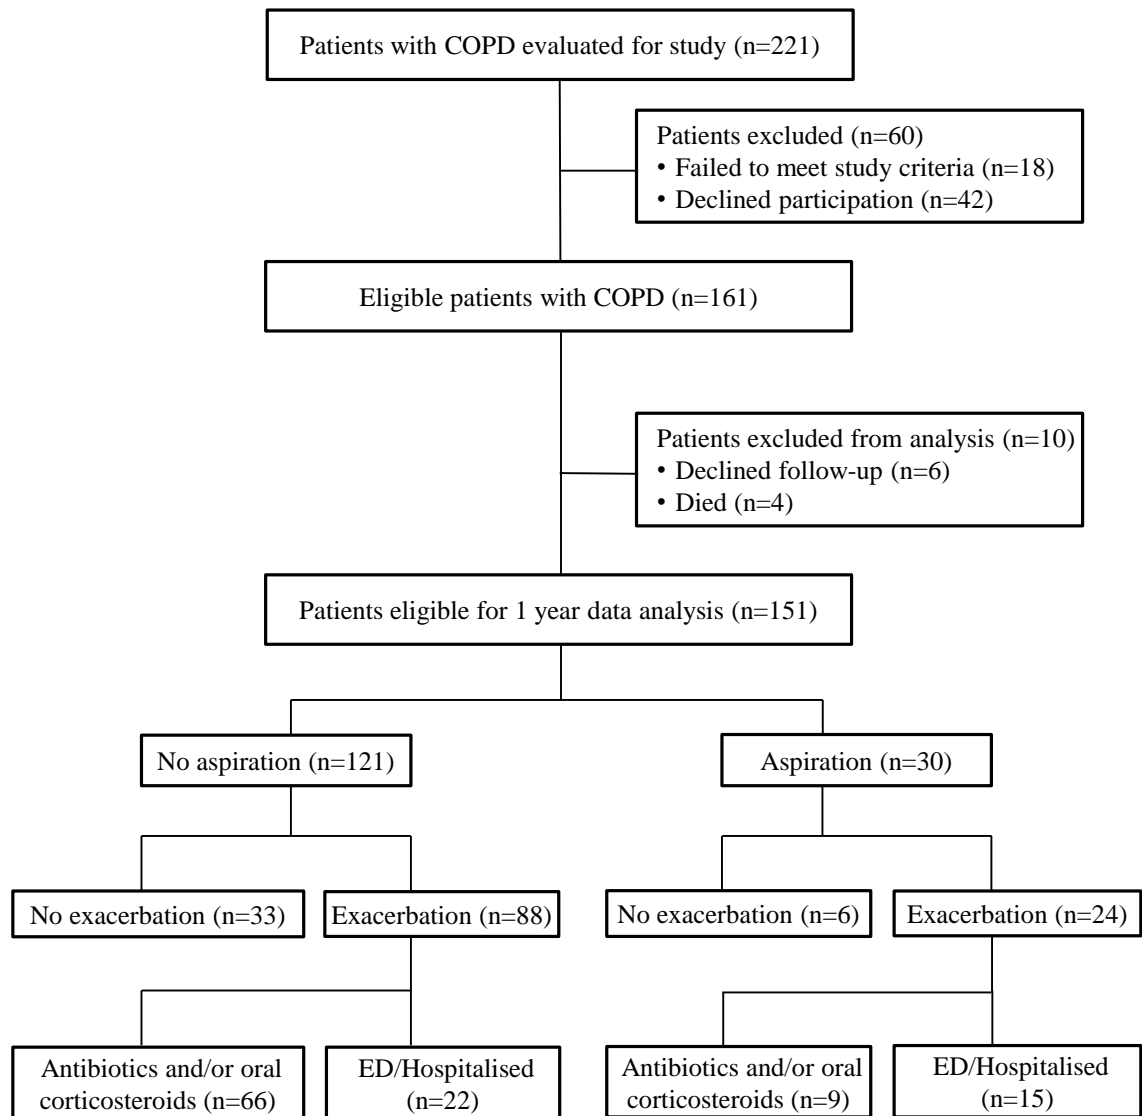 Patients with COPD evaluated for study (n=221)
Patients excluded (n=60)
• Failed to meet study criteria (n=18)
• Declined participation (n=42)
Eligible patients with COPD (n=161)
Patients excluded from analysis (n=10)
• Declined follow-up (n=6)
• Died (n=4)
Patients eligible for 1 year data analysis (n=151)
No aspiration (n=121)
Aspiration (n=30)
No exacerbation (n=33)
Exacerbation (n=88)
No exacerbation (n=6)
Exacerbation (n=24)
Antibiotics and/or oral
corticosteroids (n=66)
ED/Hospitalised
(n=22)
Antibiotics and/or oral
corticosteroids (n=9)
ED/Hospitalised
(n=15)